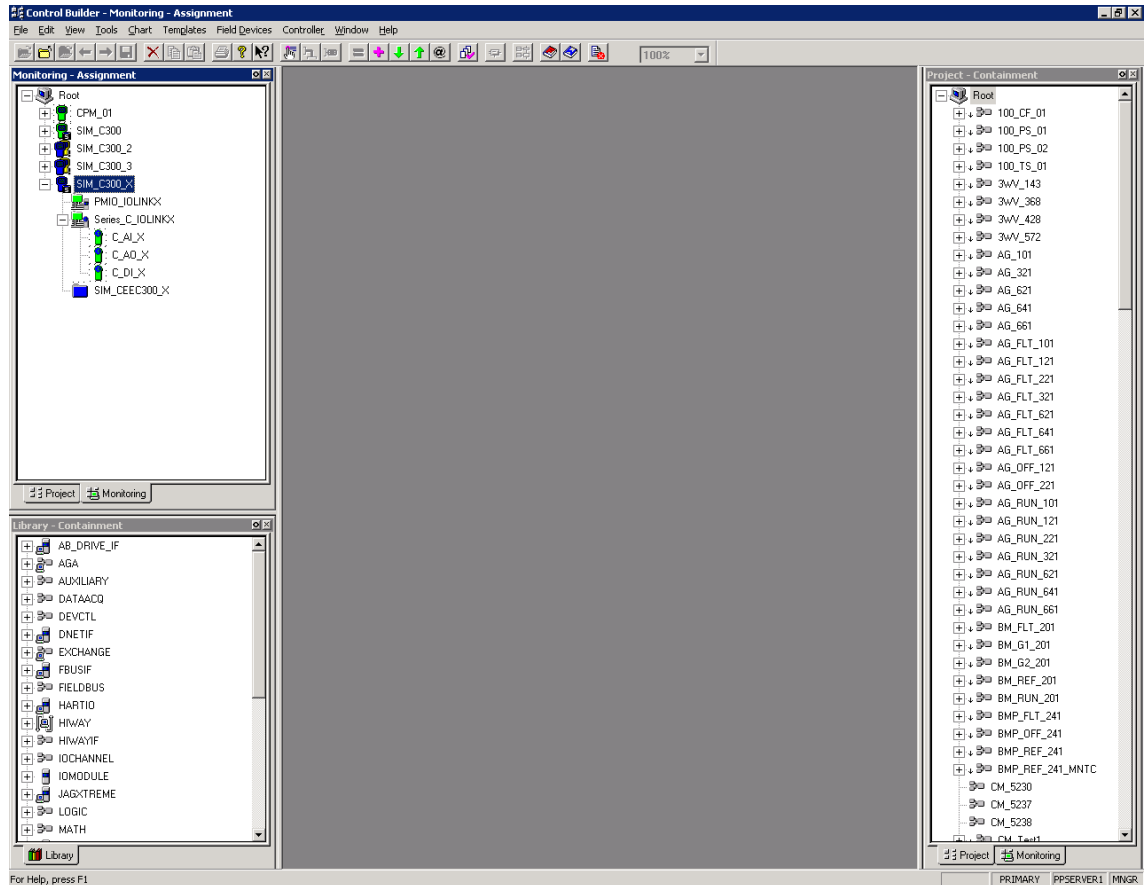 Control Builder - Monitoring - Assignment
File Edit View Tools Chart Templates Field Devices Controller Window Help
100%
Monitoring - Assignment
Root
CPM_01
SIM_C300
SIM_C300_2
SIM_C300_3
SIM_C300_X
PMIO_IOLINKX
Series_C_IOLINKX
C_AI_X
C_AO_X
C_DI_X
SIM_CEEC300_X
Project Monitoring
Library - Containment
AB_DRIVE_IF
AGA
AUXILIARY
DATAACQ
DEVCTL
DNETIF
EXCHANGE
FBUSIF
FIELDBUS
HARTIO
HIWAY
HIWAYIF
IOCHANNEL
IOMODULE
JAGXTREME
LOGIC
MATH
Library
Project - Containment
Root
100_CF_01
100_PS_01
100_PS_02
100_TS_01
3WV_143
3WV_368
3WV_428
3WV_572
AG_101
AG_321
AG_621
AG_641
AG_661
AG_FLT_101
AG_FLT_121
AG_FLT_221
AG_FLT_321
AG_FLT_621
AG_FLT_641
AG_FLT_661
AG_OFF_121
AG_OFF_221
AG_RUN_101
AG_RUN_121
AG_RUN_221
AG_RUN_321
AG_RUN_621
AG_RUN_641
AG_RUN_661
BM_FLT_201
BM_G1_201
BM_G2_201
BM_REF_201
BM_RUN_201
BMP_FLT_241
BMP_OFF_241
BMP_REF_241
BMP_REF_241_MNTC
CM_5230
CM_5237
CM_5238
CM_Test1
Project Monitoring
For Help, press F1
PRIMARY PPSERVER1 MNGR